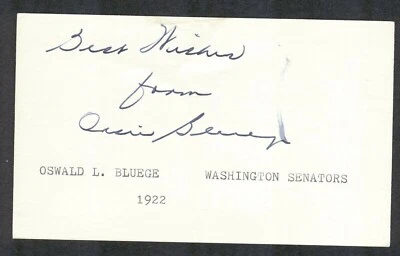 Best Wishes
from
Ossie Bluege
OSWALD L. BLUEGE WASHINGTON SENATORS
1922